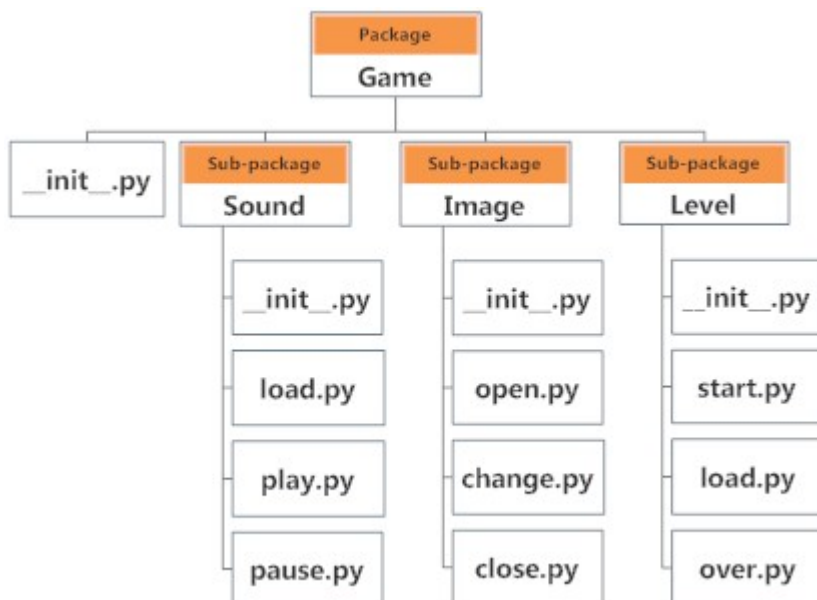 Package
Game
__init__.py
Sub-package
Sound
Sub-package
Image
Sub-package
Level
__init__.py
__init__.py
__init__.py
load.py
open.py
start.py
play.py
change.py
load.py
pause.py
close.py
over.py